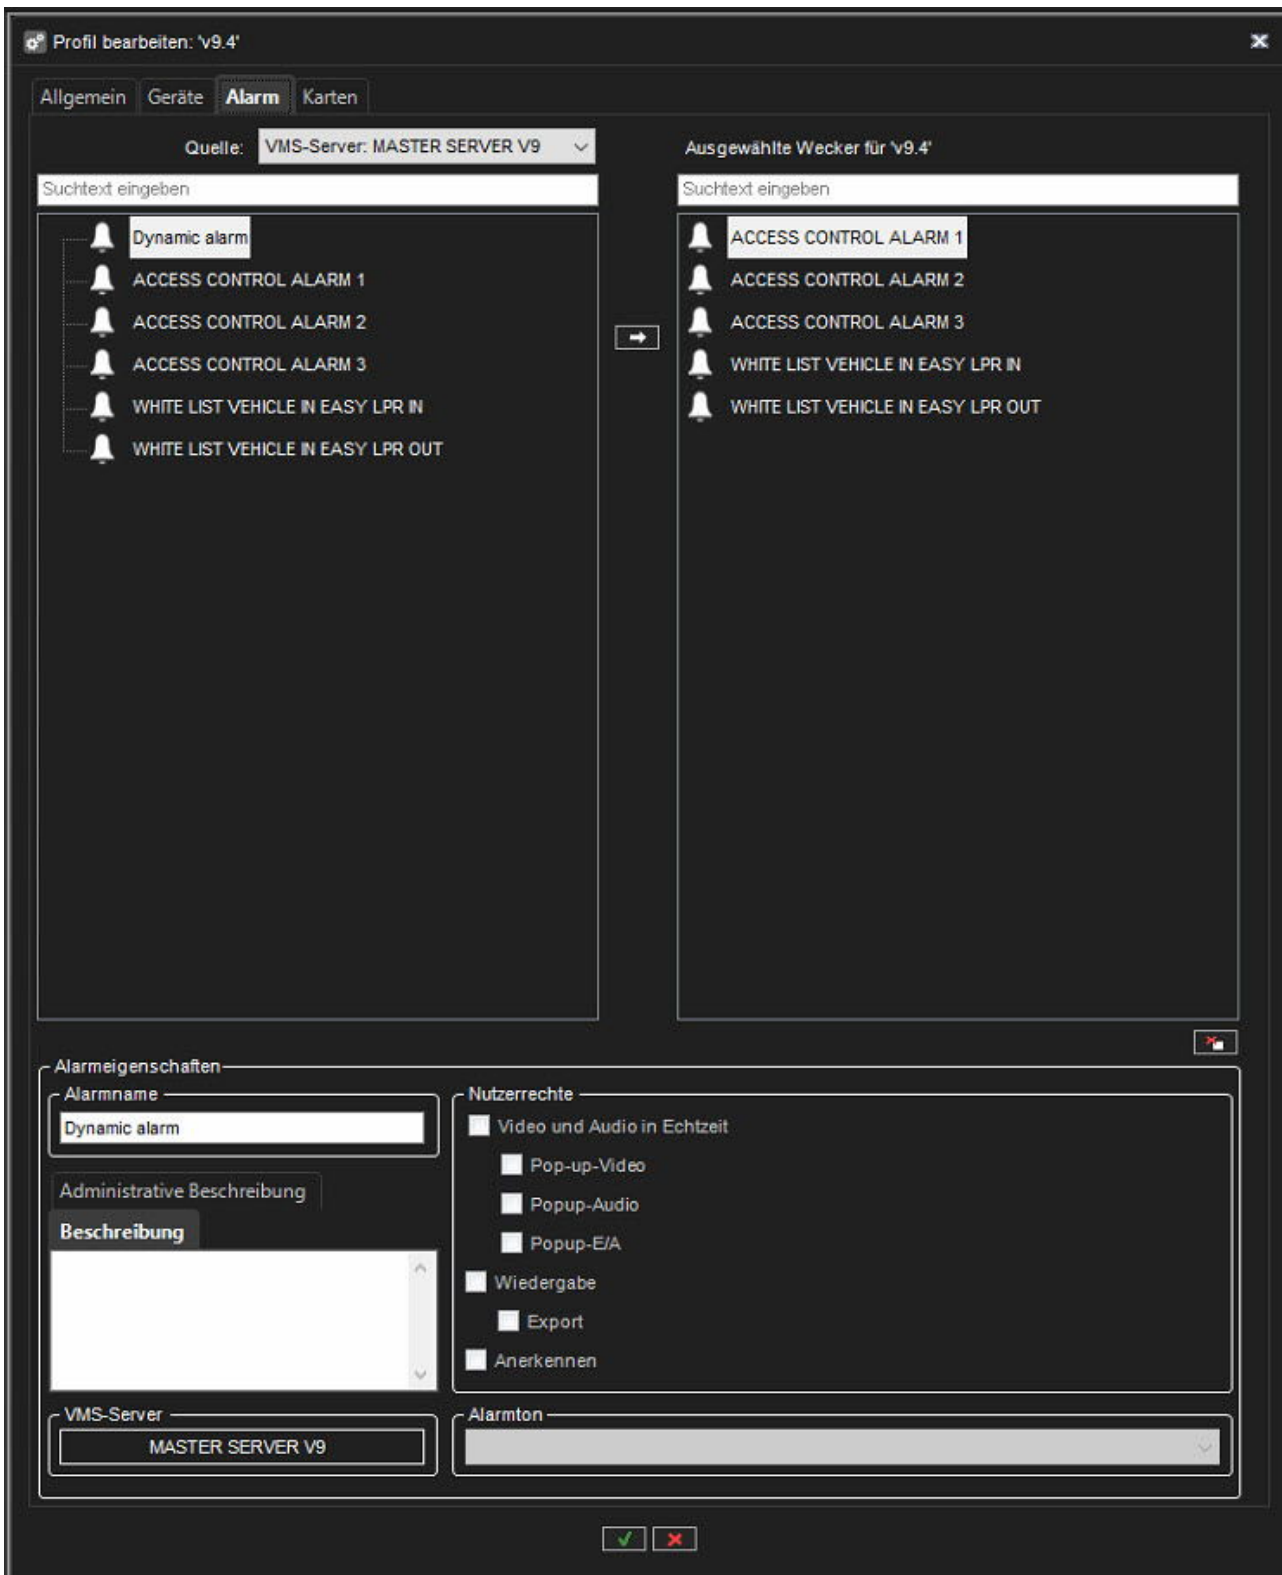 Profil bearbeiten: 'v9.4'
Allgemein Geräte Alarm Karten
Quelle: VMS-Server: MASTER SERVER V9
Ausgewählte Wecker für 'v9.4'
Suchtext eingeben
Suchtext eingeben
Dynamic alarm
ACCESS CONTROL ALARM 1
ACCESS CONTROL ALARM 2
ACCESS CONTROL ALARM 3
WHITE LIST VEHICLE IN EASY LPR IN
WHITE LIST VEHICLE IN EASY LPR OUT
ACCESS CONTROL ALARM 1
ACCESS CONTROL ALARM 2
ACCESS CONTROL ALARM 3
WHITE LIST VEHICLE IN EASY LPR IN
WHITE LIST VEHICLE IN EASY LPR OUT
Alarmeigenschaften
Alarmname
Dynamic alarm
Administrative Beschreibung
Beschreibung
VMS-Server
MASTER SERVER V9
Nutzerrechte
Video und Audio in Echtzeit
Pop-up-Video
Popup-Audio
Popup-E/A
Wiedergabe
Export
Anerkennen
Alarmton